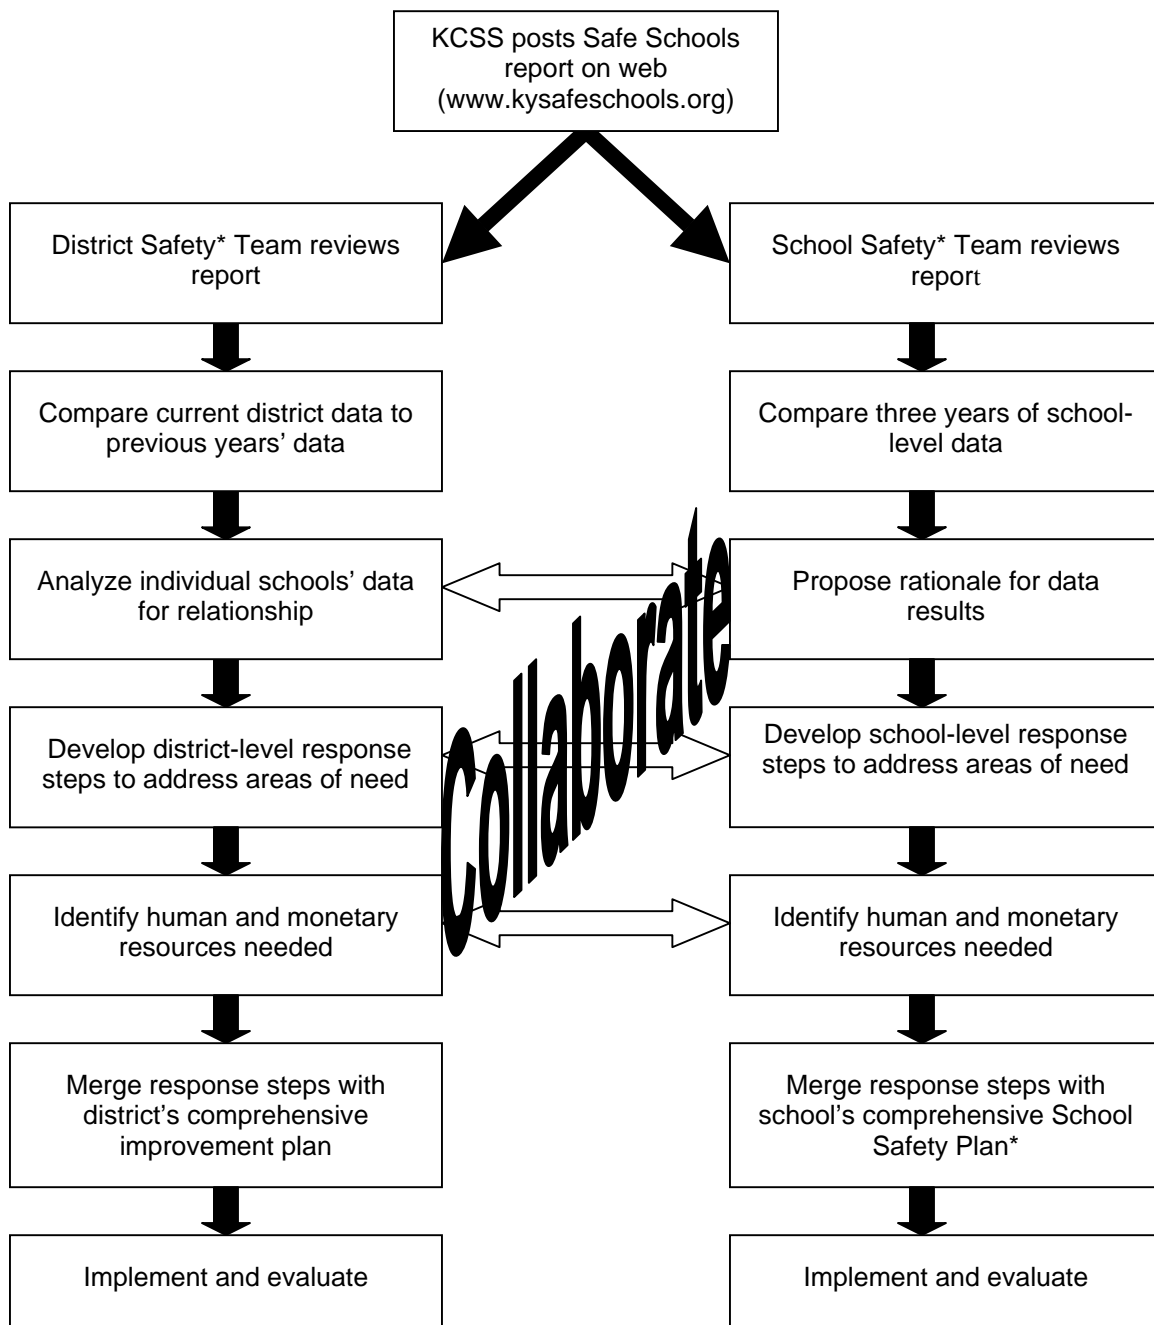 KCSS posts Safe Schools
report on web
(www.kysafeschools.org)
District Safety* Team reviews
report
School Safety* Team reviews
report
Compare current district data to
previous years’ data
Compare three years of school-
level data
Analyze individual schools’ data
for relationship
Propose rationale for data
results
Collaborate
Develop district-level response
steps to address areas of need
Develop school-level response
steps to address areas of need
Identify human and monetary
resources needed
Identify human and monetary
resources needed
Merge response steps with
district’s comprehensive
improvement plan
Merge response steps with
school’s comprehensive School
Safety Plan*
Implement and evaluate
Implement and evaluate